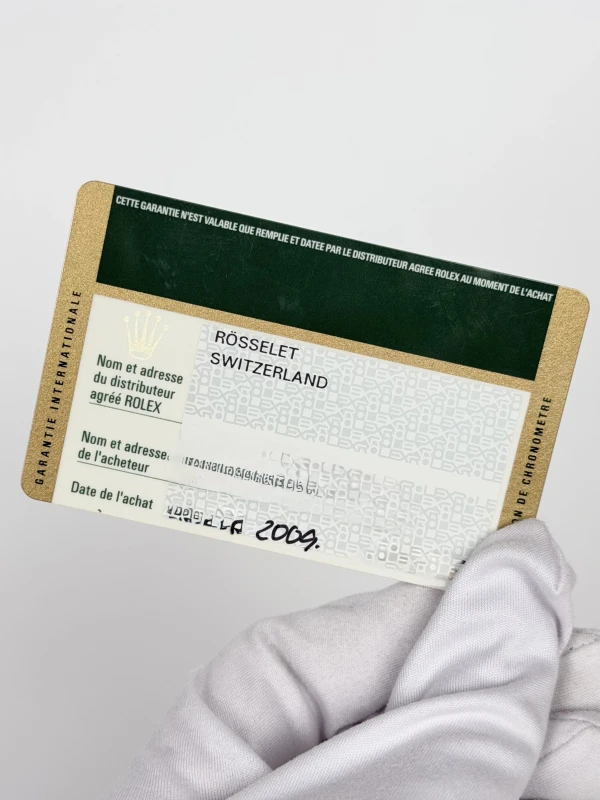 CETTE GARANTIE N'EST VALABLE QUE REMPLIE ET DATEE PAR LE DISTRIBUTEUR AGREE ROLEX AU MOMENT DE L'ACHAT
GARANTIE INTERNATIONALE
RÖSSELET
SWITZERLAND
Nom et adresse
du distributeur
agréé ROLEX
Nom et adresse
de l'acheteur
Date de l'achat
2009.
DE CHRONOMETRE